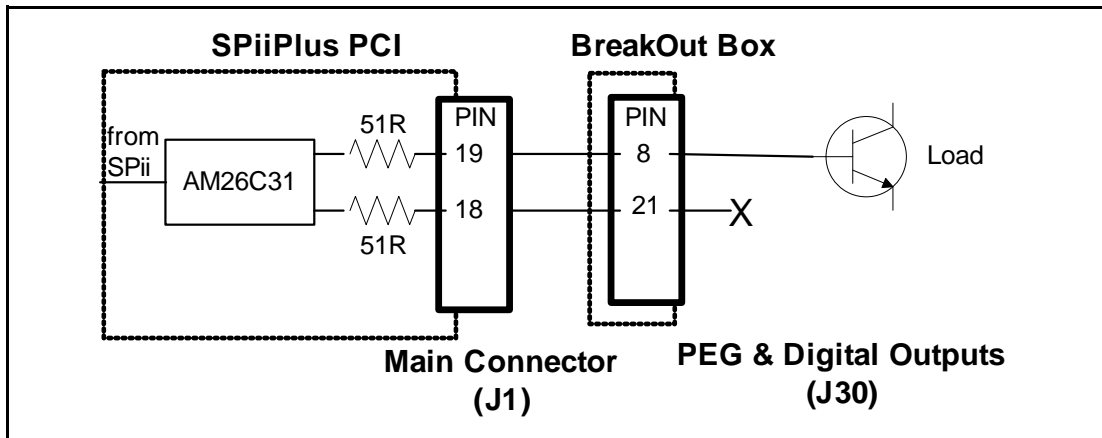 SPiiPlus PCI
BreakOut Box
from
SPii
AM26C31
51R
51R
PIN
19
18
PIN
8
21
X
Load
Main Connector
(J1)
PEG & Digital Outputs
(J30)